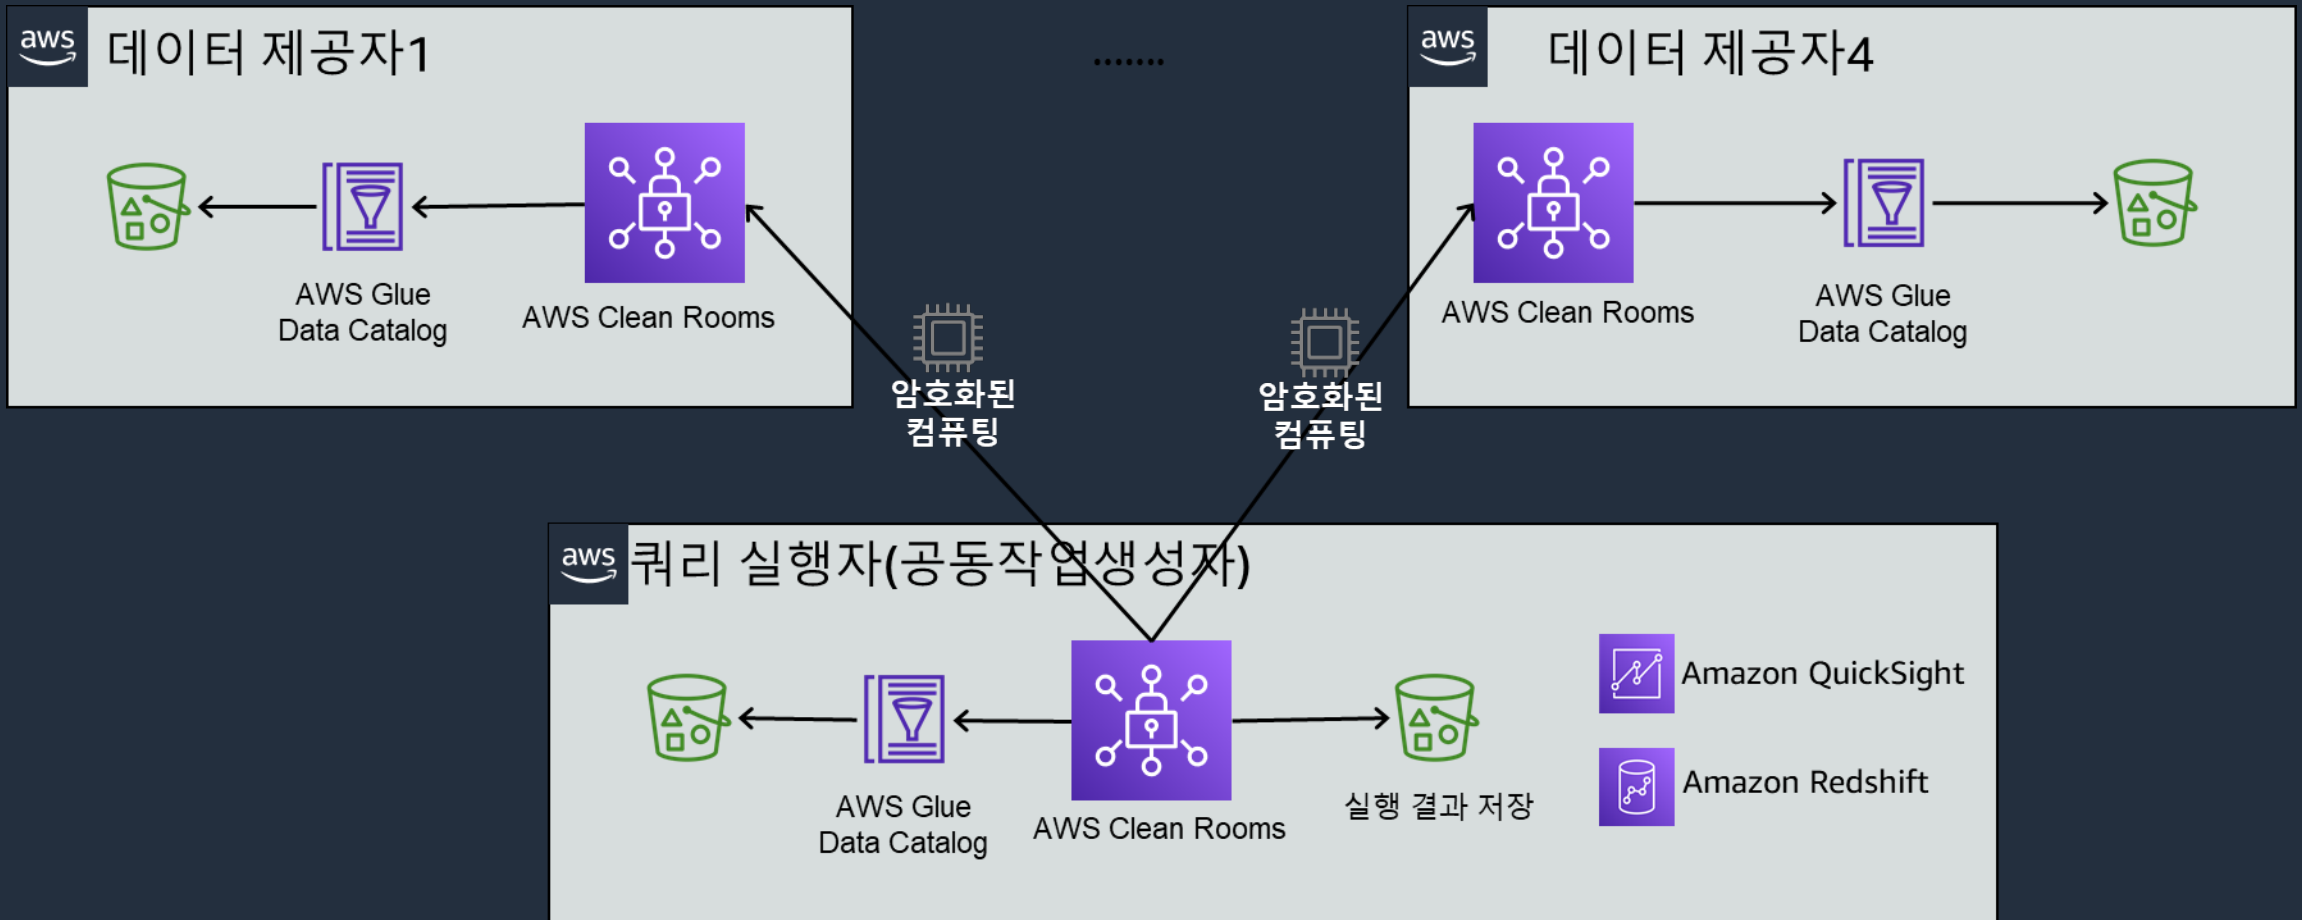 aws
데이터 제공자1
.......
aws
데이터 제공자4
AWS Glue
Data Catalog
AWS Clean Rooms
AWS Clean Rooms
AWS Glue
Data Catalog
암호화된
컴퓨팅
암호화된
컴퓨팅
aws
쿼리 실행자(공동작업생성자)
AWS Glue
Data Catalog
AWS Clean Rooms
실행 결과 저장
Amazon QuickSight
Amazon Redshift